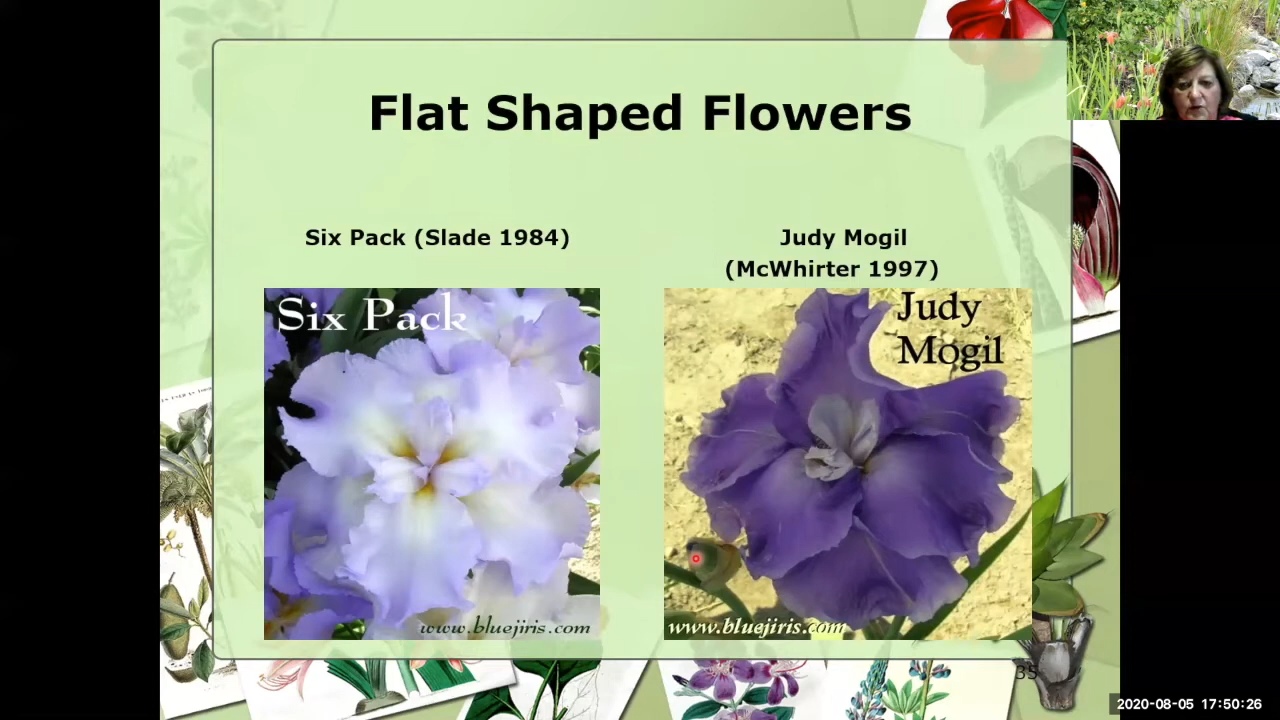 Flat Shaped Flowers
Six Pack (Slade 1984)
Judy Mogil
(McWhirter 1997)
Six Pack
www.bluejiris.com
Judy
Mogil
www.bluejiris.com
35
2020-08-05 17:50:26